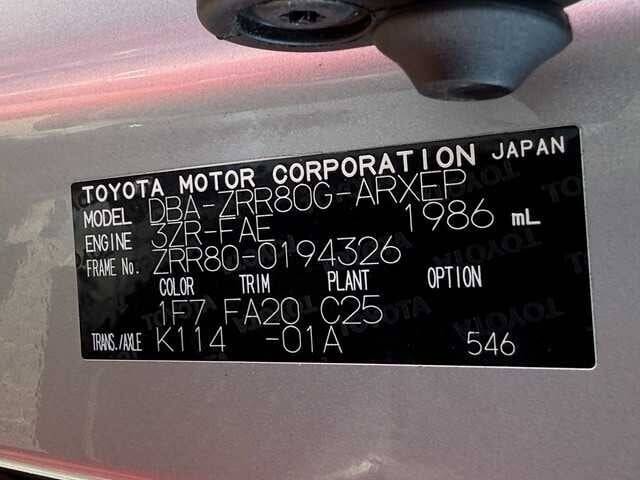 TOYOTA MOTOR CORPORATION JAPAN
MODEL DBA-ZRR80G-ARXEP
ENGINE 3ZR-FAE 1986 mL
FRAME No. ZRR80-0194326
COLOR TRIM PLANT OPTION
1F7 FA20 C25
TRANS./AXLE K114 -01A 546